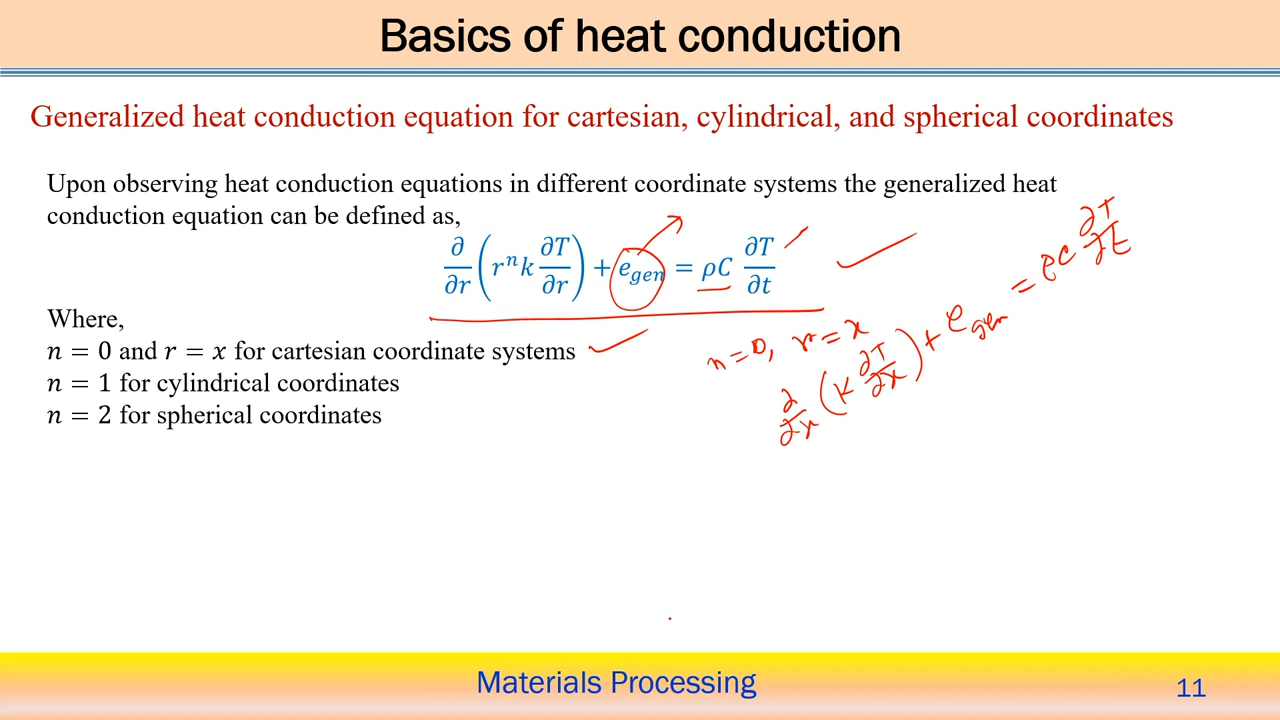 Basics of heat conduction
Generalized heat conduction equation for cartesian, cylindrical, and spherical coordinates
Upon observing heat conduction equations in different coordinate systems the generalized heat
conduction equation can be defined as,
∂/∂r (rⁿk ∂T/∂r) + e_gen = ρC ∂T/∂t
Where,
n = 0 and r = x for cartesian coordinate systems
n = 1 for cylindrical coordinates
n = 2 for spherical coordinates
n = 0, r = x
∂/∂x (K ∂T/∂x) + e_gen = ρC ∂T/∂t
Materials Processing
11